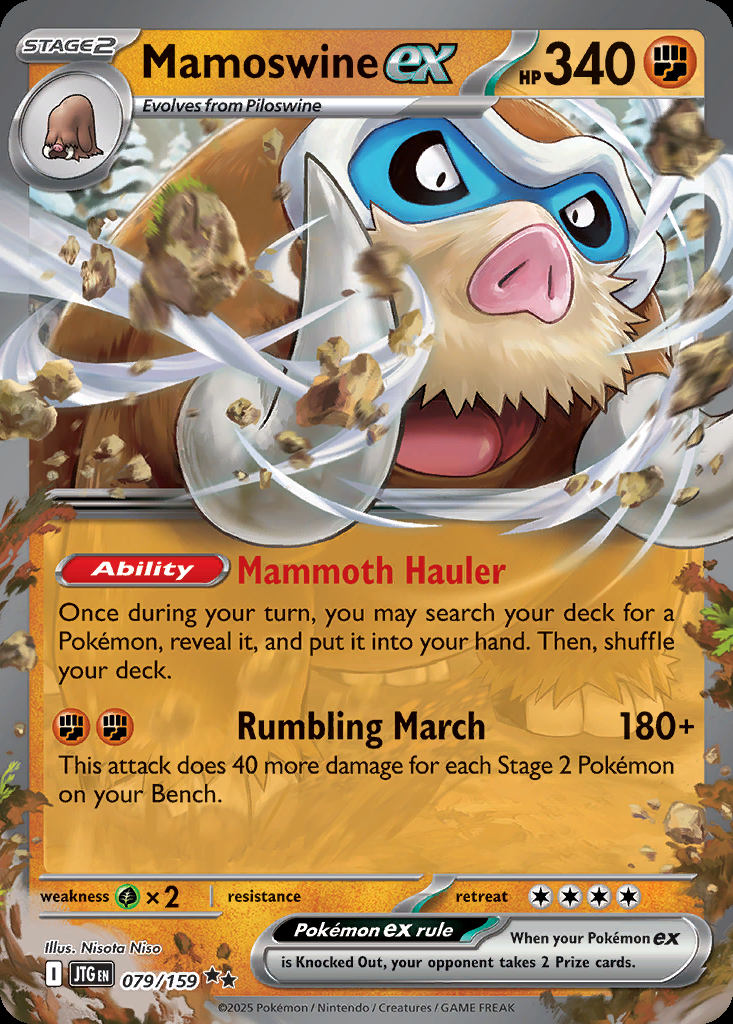 STAGE2
Mamoswine ex
HP 340
Evolves from Piloswine
Ability Mammoth Hauler
Once during your turn, you may search your deck for a
Pokémon, reveal it, and put it into your hand. Then, shuffle
your deck.
Rumbling March 180+
This attack does 40 more damage for each Stage 2 Pokémon
on your Bench.
weakness ×2 resistance retreat
Pokémon ex rule
When your Pokémon ex
is Knocked Out, your opponent takes 2 Prize cards.
Illus. Nisota Niso
I JTG EN 079/159 ★★
©2025 Pokémon / Nintendo / Creatures / GAME FREAK